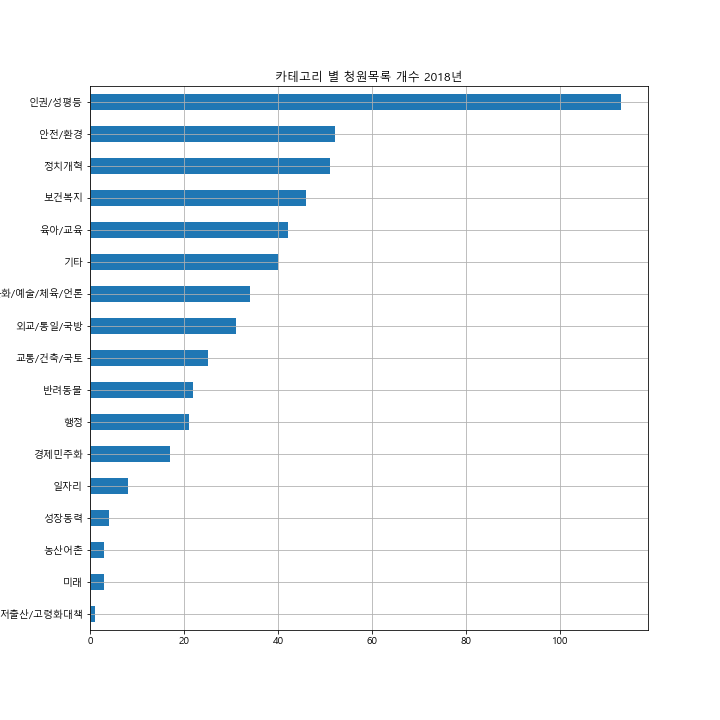 카테고리 별 청원목록 개수 2018년
인권/성평등
안전/환경
정치개혁
보건복지
육아/교육
기타
화/예술/체육/언론
외교/통일/국방
교통/건축/국토
반려동물
행정
경제민주화
일자리
성장동력
농산어촌
미래
저출산/고령화대책
0 20 40 60 80 100